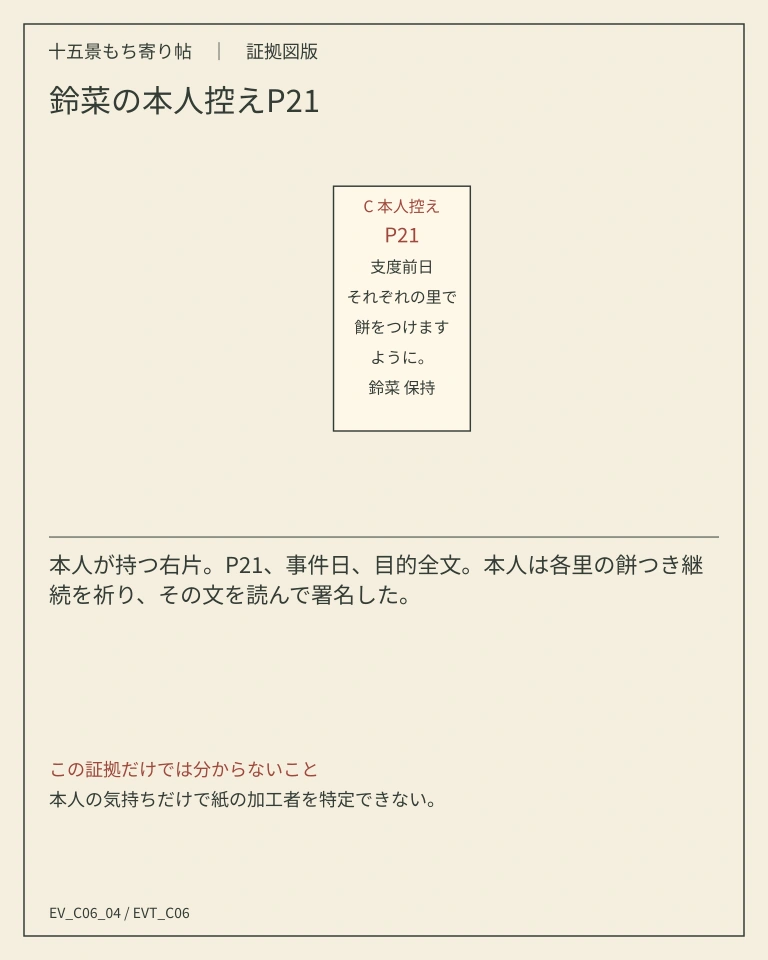 十五景もち寄り帖 ｜ 証拠図版
鈴菜の本人控えP21
C 本人控え
P21
支度前日
それぞれの里で
餅をつけます
ように。
鈴菜 保持
本人が持つ右片。P21、事件日、目的全文。本人は各里の餅つき継
続を祈り、その文を読んで署名した。
この証拠だけでは分からないこと
本人の気持ちだけで紙の加工者を特定できない。
EV_C06_04 / EVT_C06